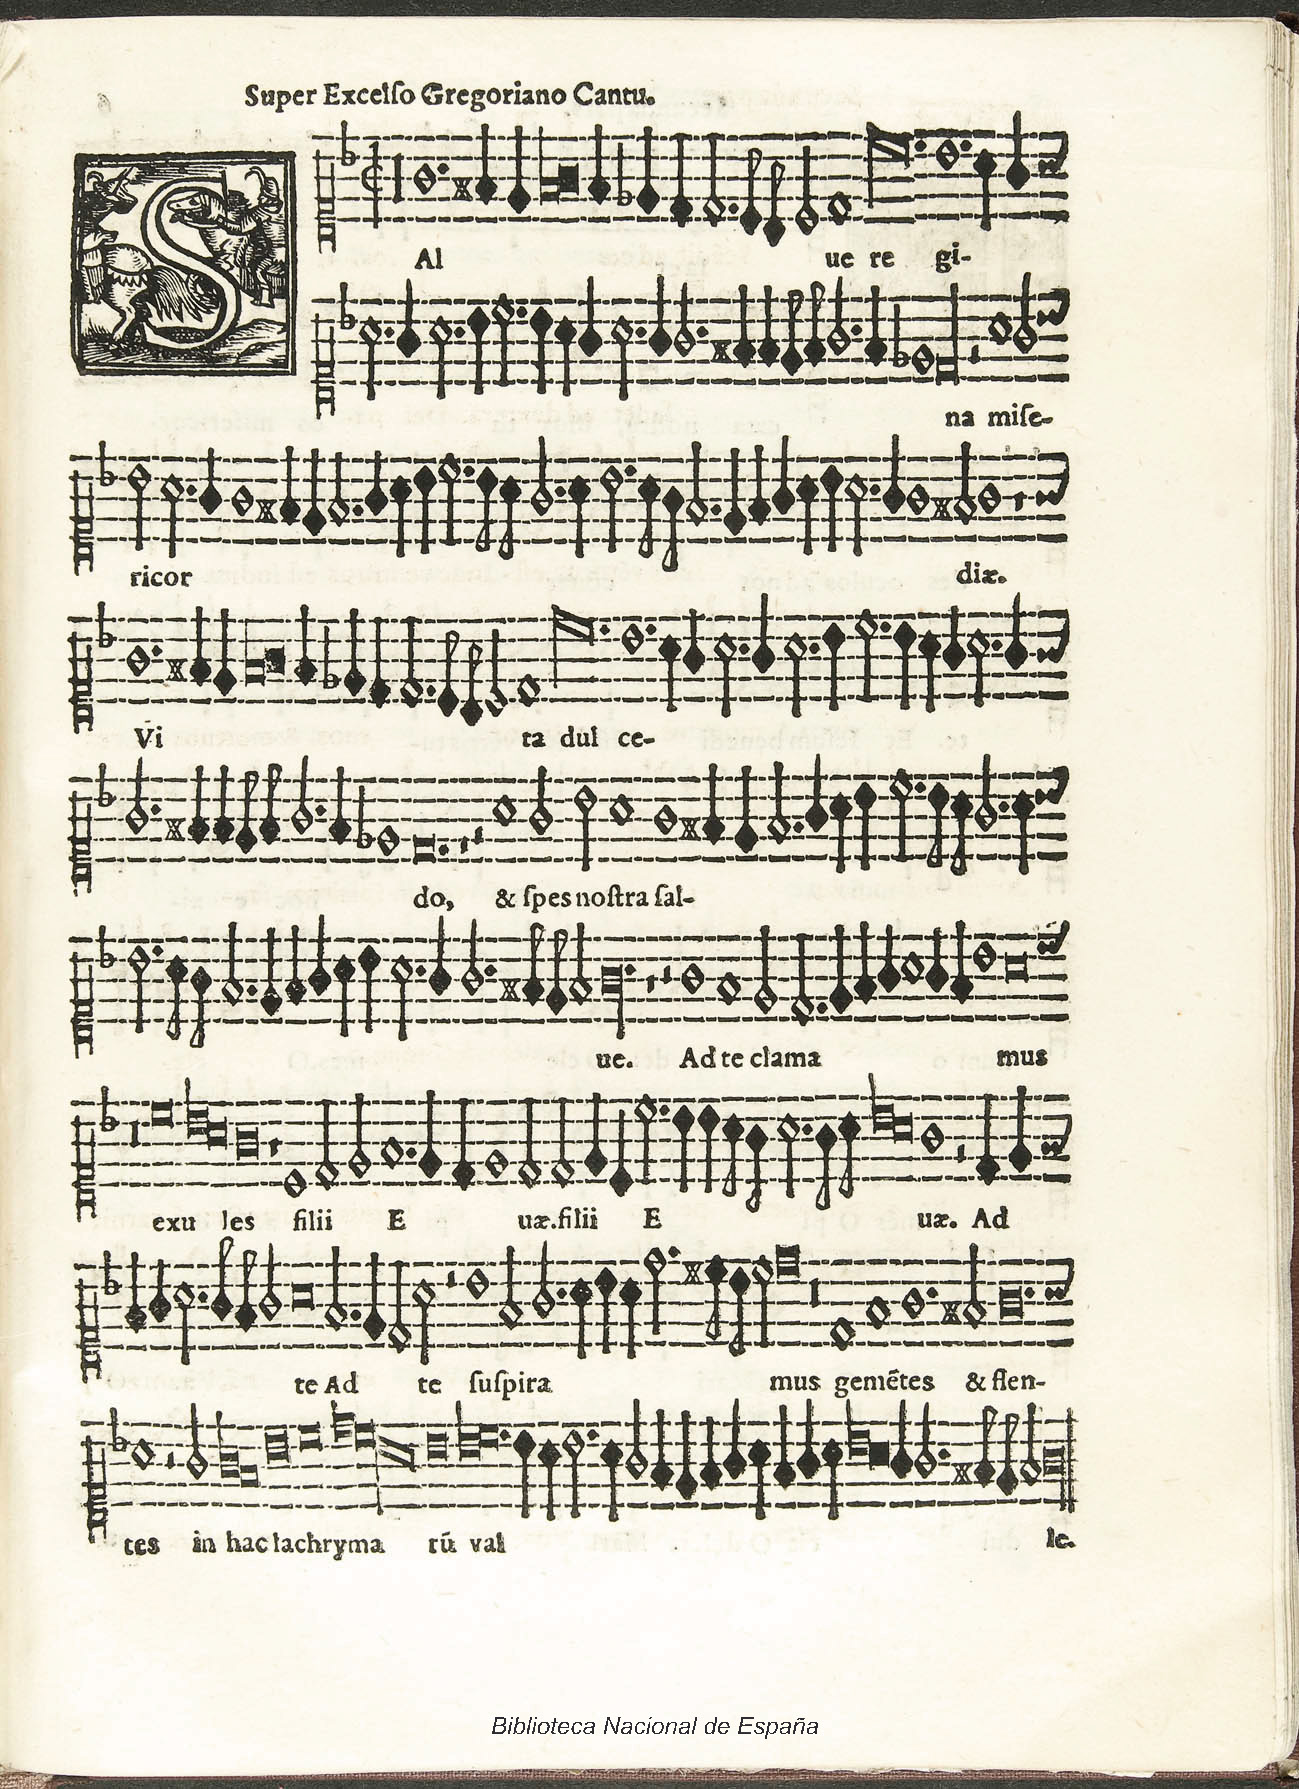 Super Excelſo Gregoriano Cantu.
SAl ue re gi-
na miſe-
ricor diæ.
Vi ta dul ce-
do, & ſpes noſtra ſal-
ue. Ad te clama mus
exu les filii E uæ. filii E uæ. Ad
te Ad te ſuſpira mus gemẽtes & flen-
tes in hac lachryma rũ val le.
Biblioteca Nacional de España